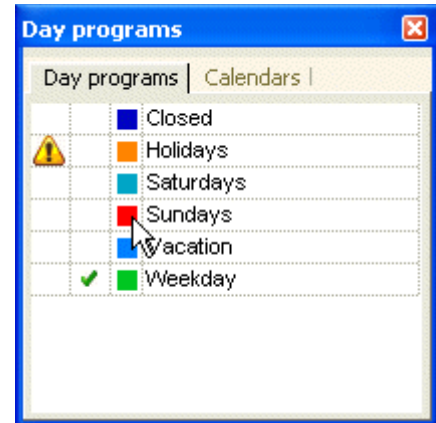 Day programs
Day programs Calendars
Closed
Holidays
Saturdays
Sundays
Vacation
Weekday